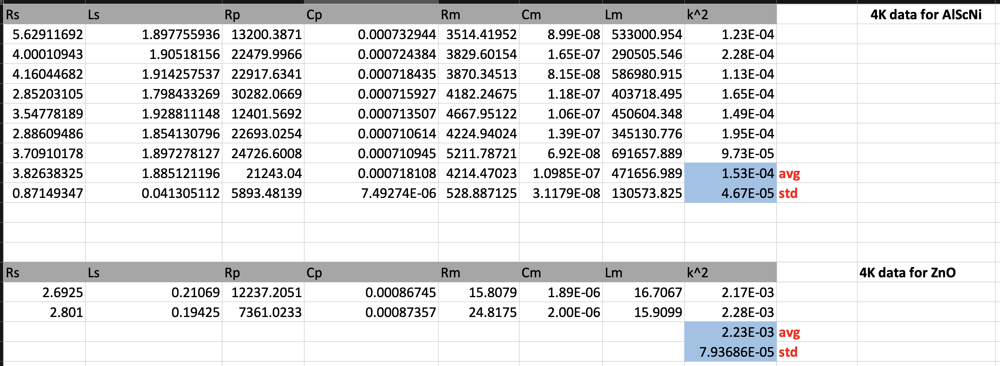 Rs Ls Rp Cp Rm Cm Lm k^2 4K data for AlScNi
5.62911692 1.897755936 13200.3871 0.000732944 3514.41952 8.99E-08 533000.954 1.23E-04
4.00010943 1.90518156 22479.9966 0.000724384 3829.60154 1.65E-07 290505.546 2.28E-04
4.16044682 1.914257537 22917.6341 0.000718435 3870.34513 8.15E-08 586980.915 1.13E-04
2.85203105 1.798433269 30282.0669 0.000715927 4182.24675 1.18E-07 403718.495 1.65E-04
3.54778189 1.928811148 12401.5692 0.000713507 4667.95122 1.06E-07 450604.348 1.49E-04
2.88609486 1.854130796 22693.0254 0.000710614 4224.94024 1.39E-07 345130.776 1.95E-04
3.70910178 1.897278127 24726.6008 0.000710945 5211.78721 6.92E-08 691657.889 9.73E-05
3.82638325 1.885121196 21243.04 0.000718108 4214.47023 1.0985E-07 471656.989 1.53E-04 avg
0.87149347 0.041305112 5893.48139 7.49274E-06 528.887125 3.1179E-08 130573.825 4.67E-05 std
Rs Ls Rp Cp Rm Cm Lm k^2 4K data for ZnO
2.6925 0.21069 12237.2051 0.00086745 15.8079 1.89E-06 16.7067 2.17E-03
2.801 0.19425 7361.0233 0.00087357 24.8175 2.00E-06 15.9099 2.28E-03
2.23E-03 avg
7.93686E-05 std